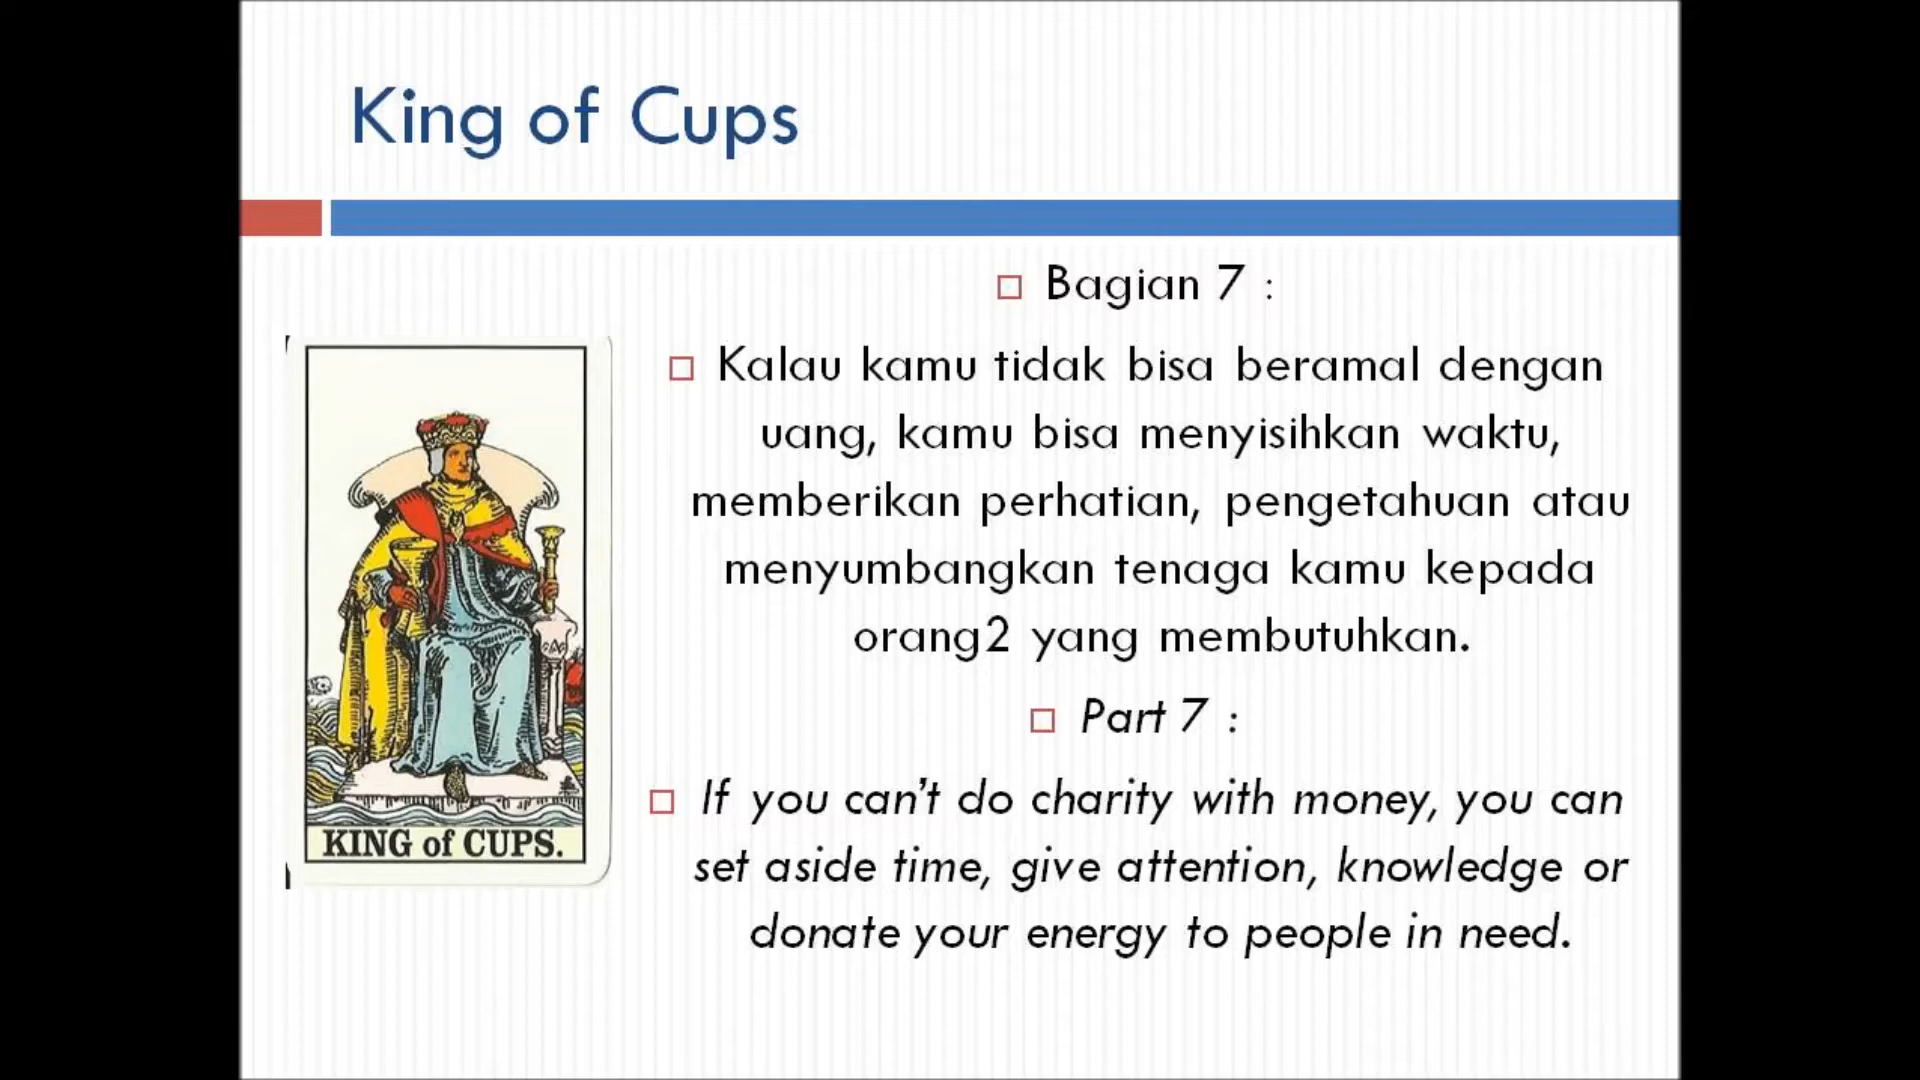 King of Cups
Bagian 7 :
Kalau kamu tidak bisa beramal dengan
uang, kamu bisa menyisihkan waktu,
memberikan perhatian, pengetahuan atau
menyumbangkan tenaga kamu kepada
orang2 yang membutuhkan.
Part 7 :
If you can't do charity with money, you can
set aside time, give attention, knowledge or
donate your energy to people in need.
KING of CUPS.